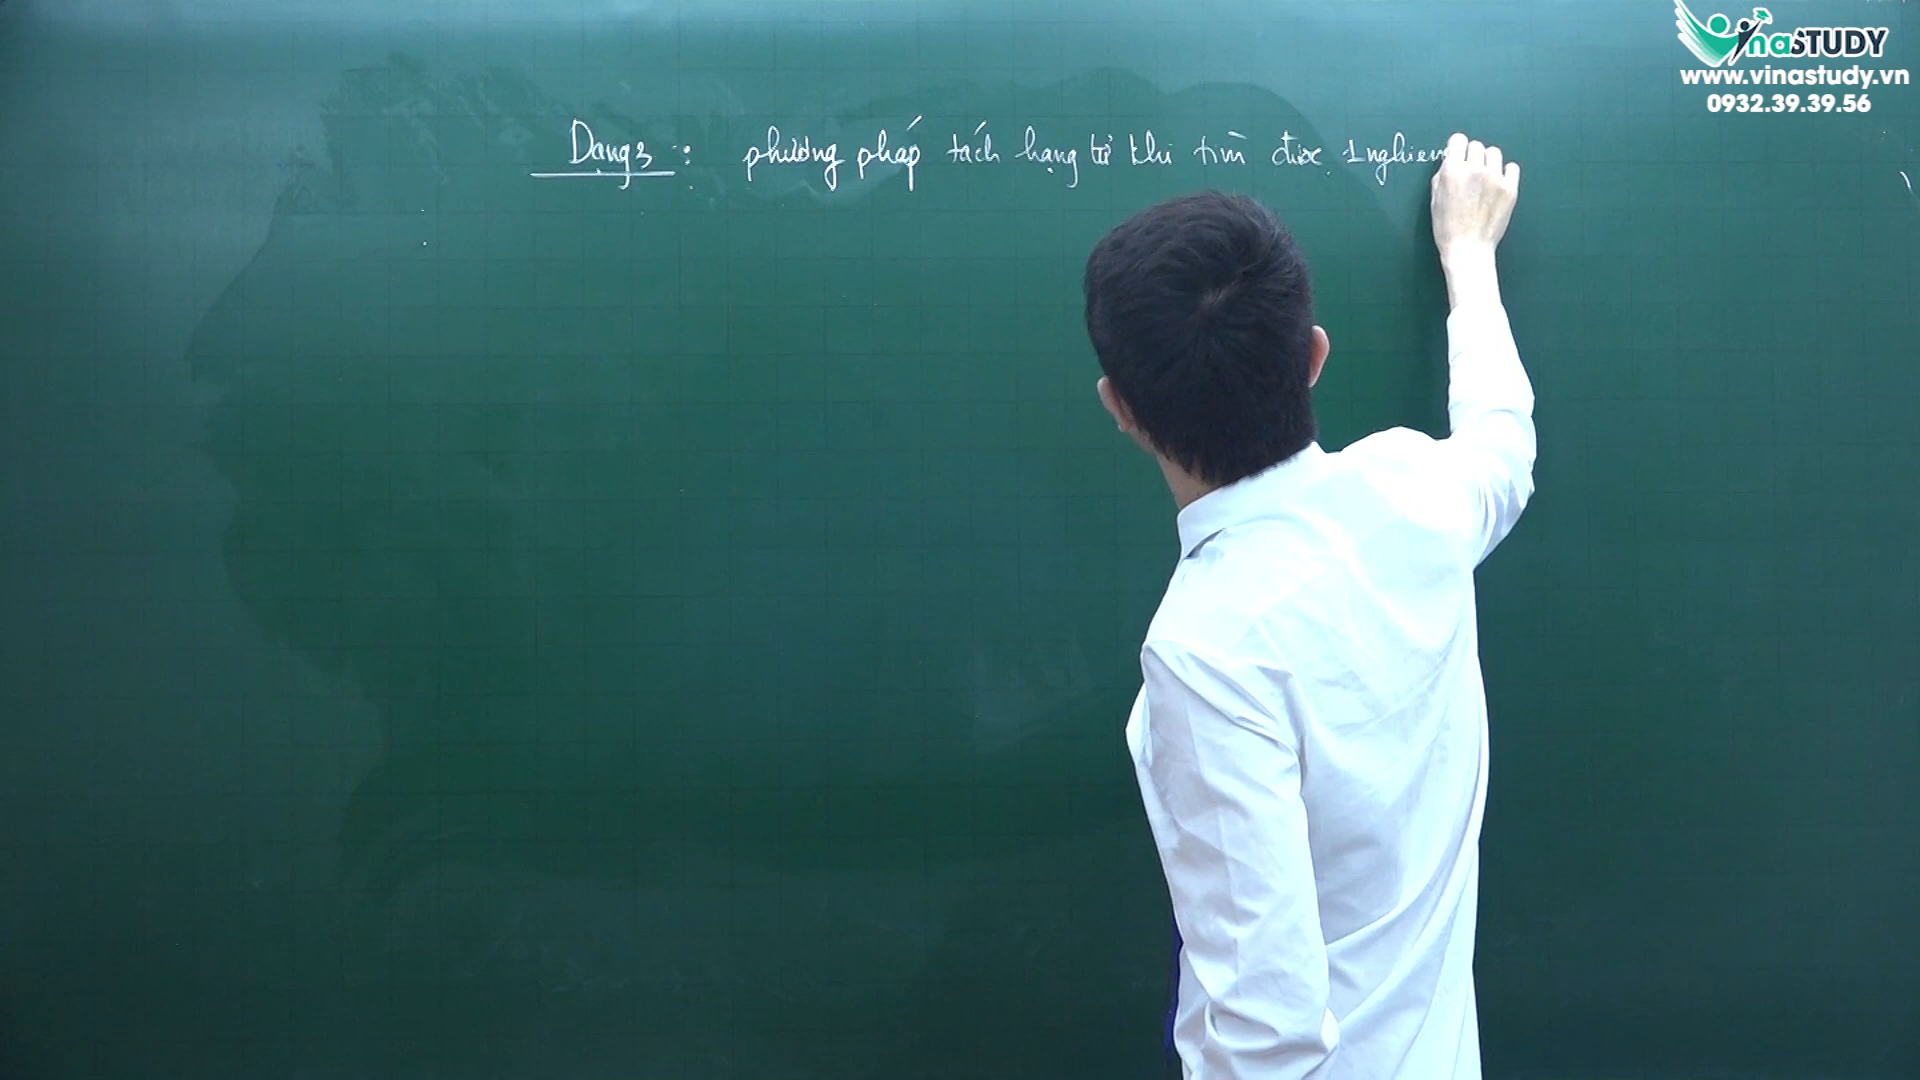 VinaSTUDY
www.vinastudy.vn
0932.39.39.56
Dạng 3 : phương pháp tách hạng tử khi tìm được 1 nghiem